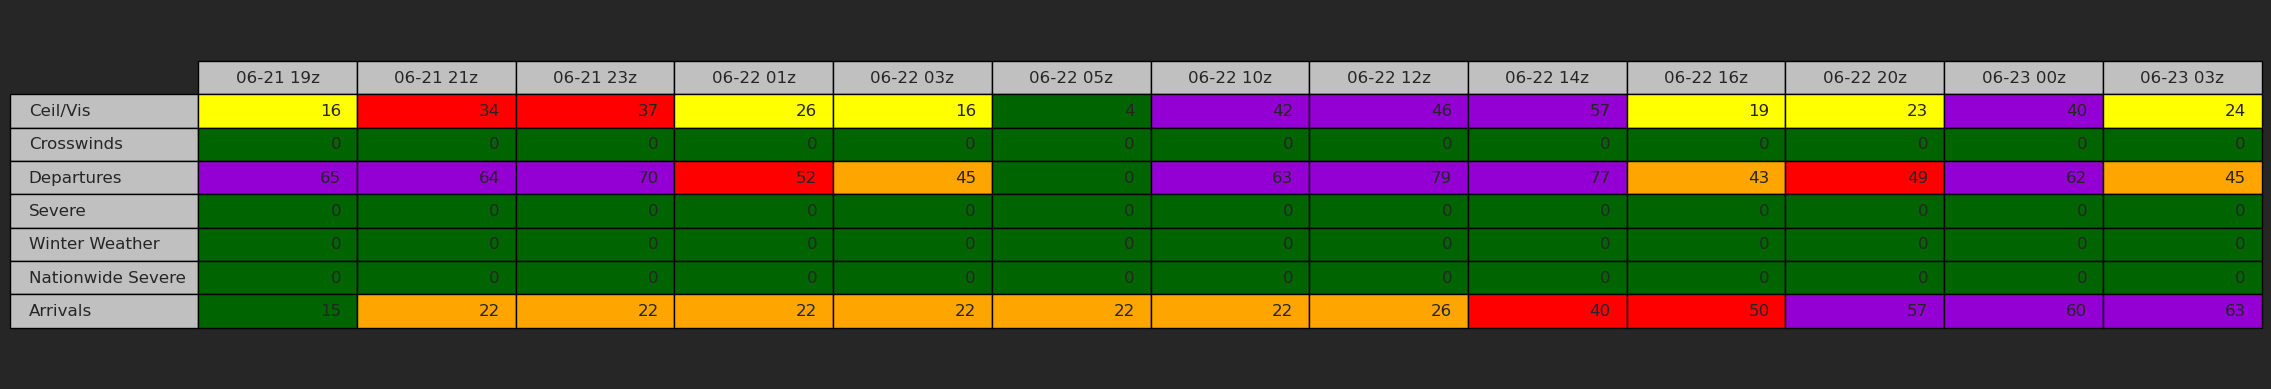 06-21 19z 06-21 21z 06-21 23z 06-22 01z 06-22 03z 06-22 05z 06-22 10z 06-22 12z 06-22 14z 06-22 16z 06-22 20z 06-23 00z 06-23 03z
Ceil/Vis 16 34 37 26 16 4 42 46 57 19 23 40 24
Crosswinds 0 0 0 0 0 0 0 0 0 0 0 0 0
Departures 65 64 70 52 45 0 63 79 77 43 49 62 45
Severe 0 0 0 0 0 0 0 0 0 0 0 0 0
Winter Weather 0 0 0 0 0 0 0 0 0 0 0 0 0
Nationwide Severe 0 0 0 0 0 0 0 0 0 0 0 0 0
Arrivals 15 22 22 22 22 22 22 26 40 50 57 60 63